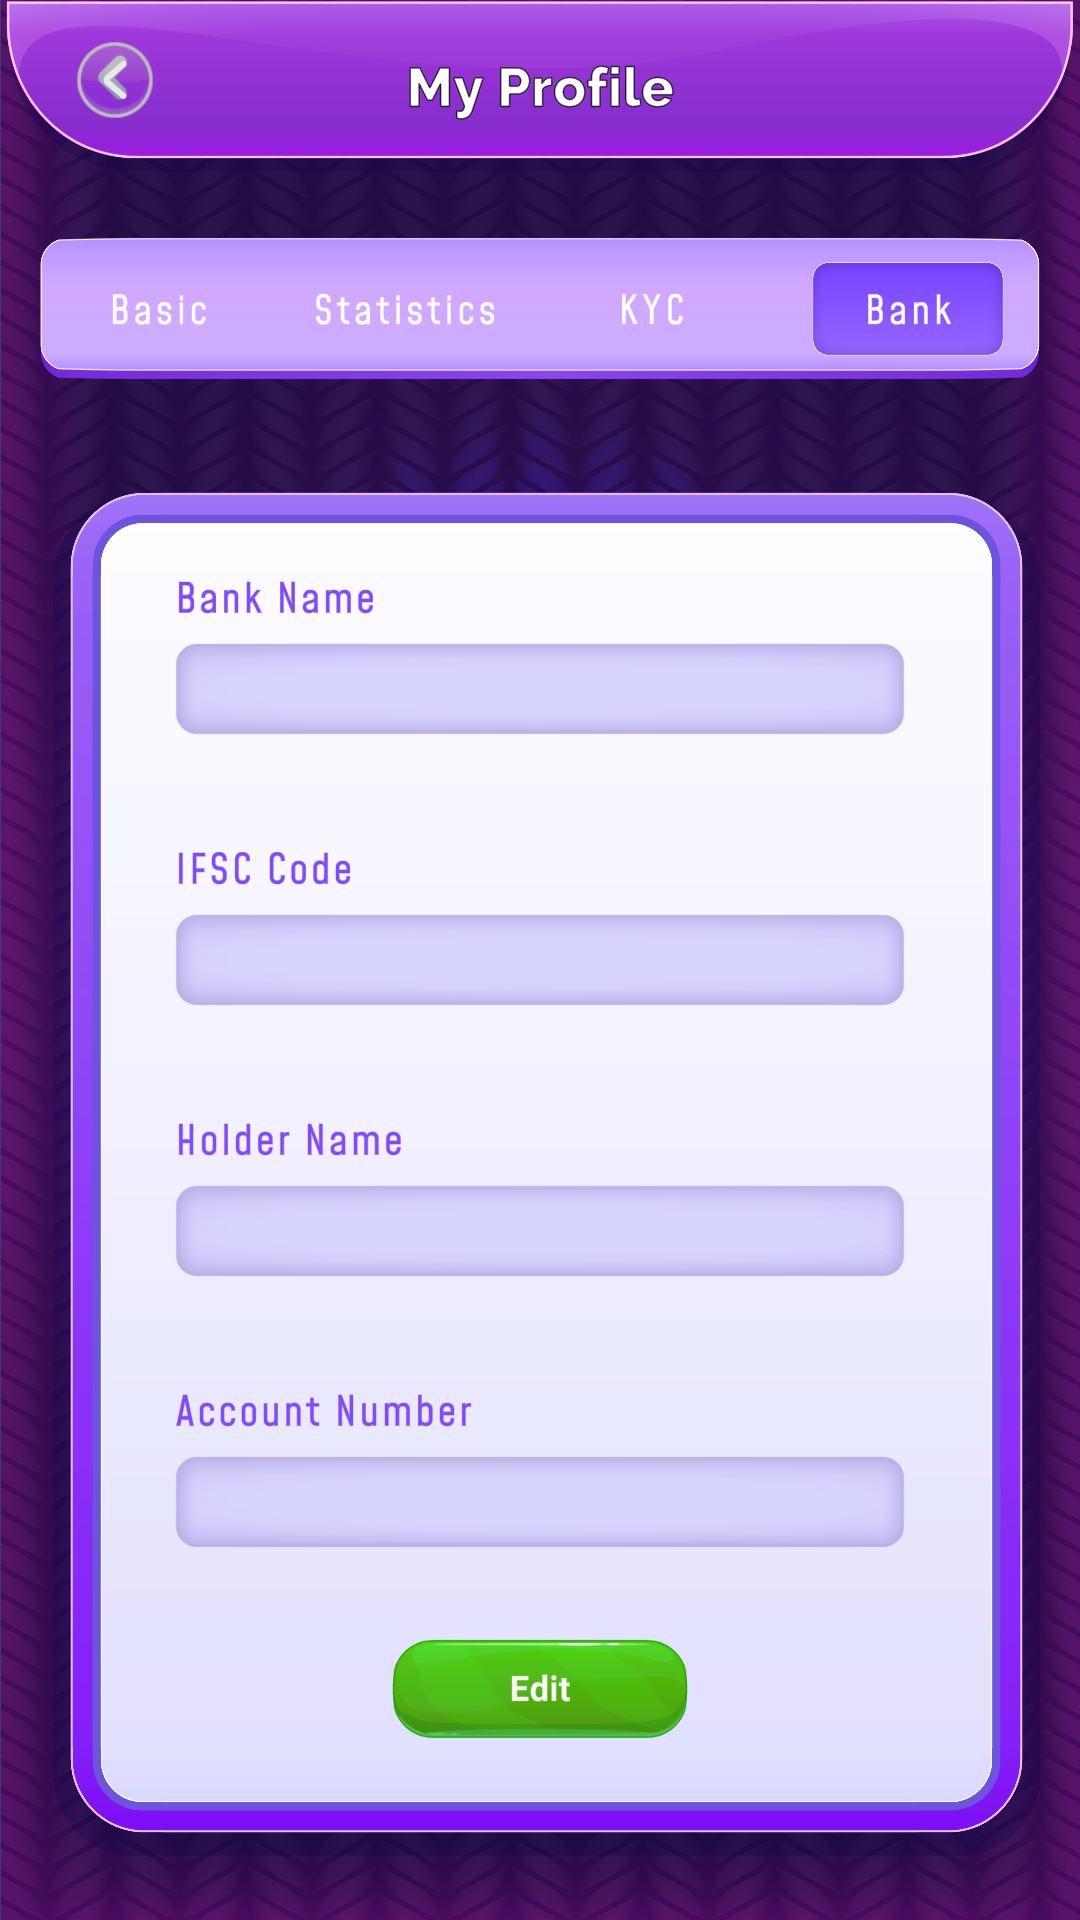 My Profile
Basic Statistics KYC Bank
Bank Name
IFSC Code
Holder Name
Account Number
Edit